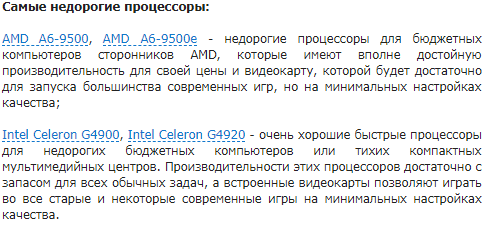 Самые недорогие процессоры:
AMD A6-9500, AMD A6-9500e - недорогие процессоры для бюджетных
компьютеров сторонников AMD, которые имеют вполне достойную
производительность для своей цены и видеокарту, которой будет достаточно
для запуска большинства современных игр, но на минимальных настройках
качества;
Intel Celeron G4900, Intel Celeron G4920 - очень хорошие быстрые процессоры
для недорогих бюджетных компьютеров или тихих компактных
мультимедийных центров. Производительности этих процессоров достаточно с
запасом для всех обычных задач, а встроенные видеокарты позволяют играть
во все старые и некоторые современные игры на минимальных настройках
качества.